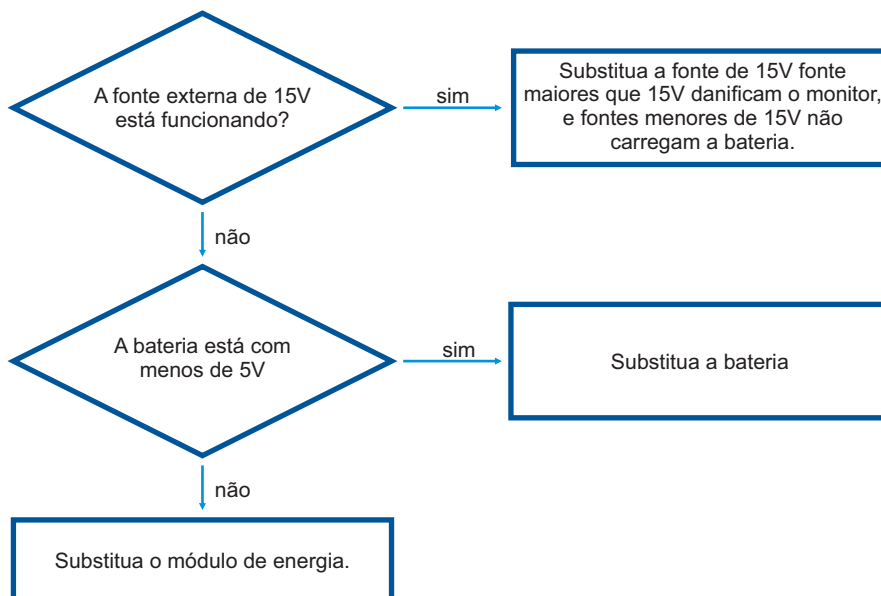 A fonte externa de 15V
está funcionando?
sim
Substitua a fonte de 15V fonte
maiores que 15V danificam o monitor,
e fontes menores de 15V não
carregam a bateria.
não
A bateria está com
menos de 5V
sim
Substitua a bateria
não
Substitua o módulo de energia.